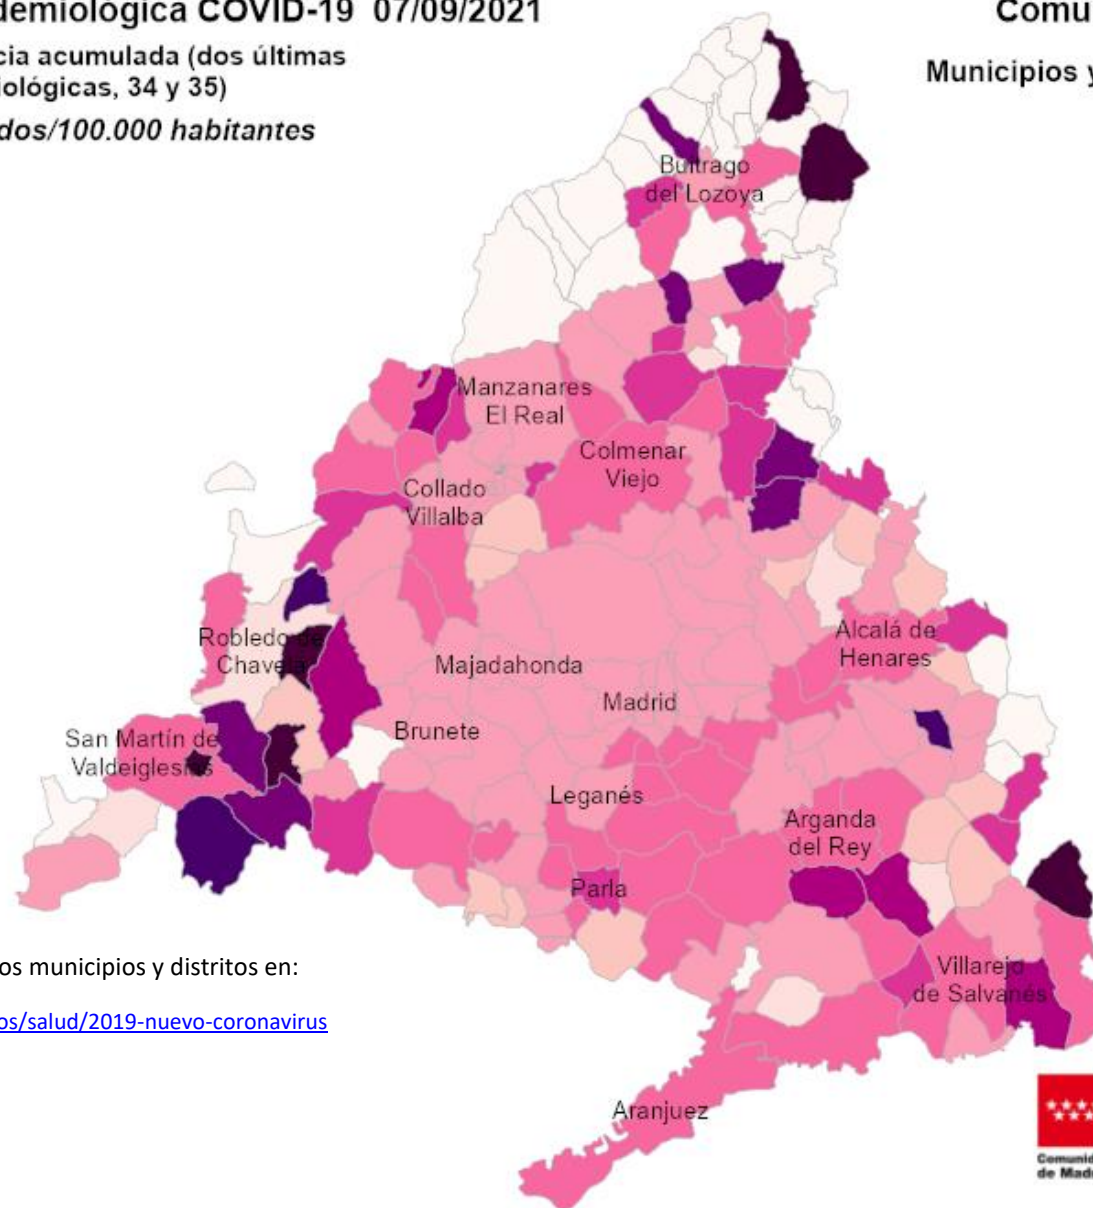 demiológica COVID-19 07/09/2021
Comu
cia acumulada (dos últimas
iológicas, 34 y 35)
Municipios y
dos/100.000 habitantes
Buitrago
del Lozoya
Manzanares
El Real
Colmenar
Viejo
Collado
Villalba
Robledo de
Chavela
Alcalá de
Henares
Majadahonda
Madrid
San Martín de
Valdeiglesias
Brunete
Leganés
Arganda
del Rey
Parla
Villarejo
de Salvanés
os municipios y distritos en:
os/salud/2019-nuevo-coronavirus
Aranjuez
Comunid
de Madr